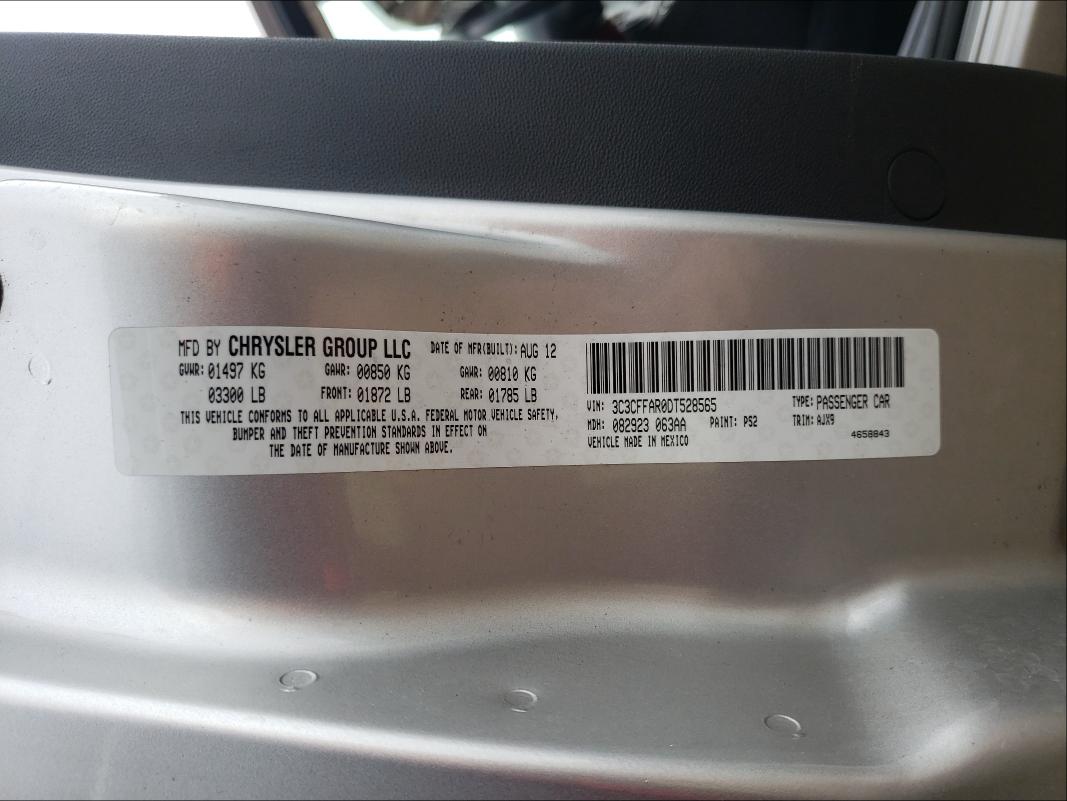 MFD BY CHRYSLER GROUP LLC DATE OF MFR(BUILT): AUG 12
GVWR: 01497 KG GAWR: 00850 KG GAWR: 00810 KG
03300 LB FRONT: 01872 LB REAR: 01785 LB
THIS VEHICLE CONFORMS TO ALL APPLICABLE U.S.A. FEDERAL MOTOR VEHICLE SAFETY,
BUMPER AND THEFT PREVENTION STANDARDS IN EFFECT ON
THE DATE OF MANUFACTURE SHOWN ABOVE.
VIN: 3C3CFFAR0DT528565 TYPE: PASSENGER CAR
MDH: 082923 063AA PAINT: PS2 TRIM: AJX9
VEHICLE MADE IN MEXICO 4658843